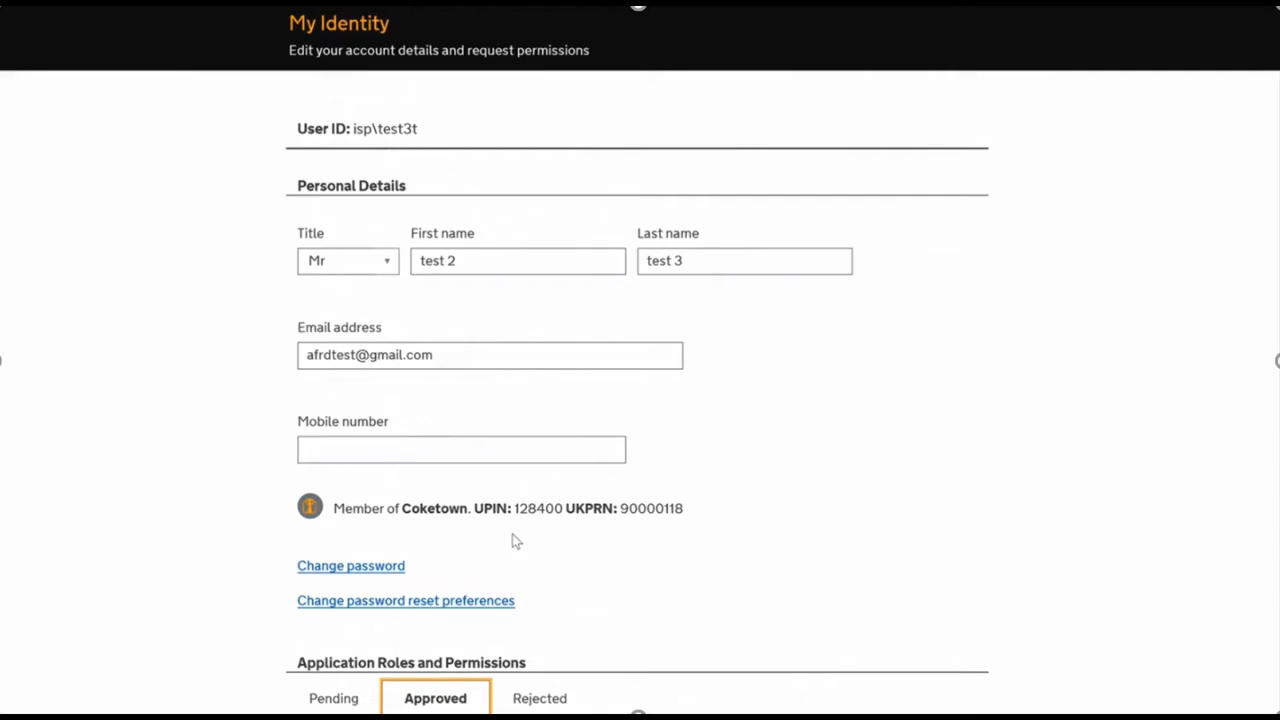 My Identity
Edit your account details and request permissions
User ID: isp\test3t
Personal Details
Title First name Last name
Mr test 2 test 3
Email address
afrdtest@gmail.com
Mobile number
Member of Coketown. UPIN: 128400 UKPRN: 90000118
Change password
Change password reset preferences
Application Roles and Permissions
Pending Approved Rejected